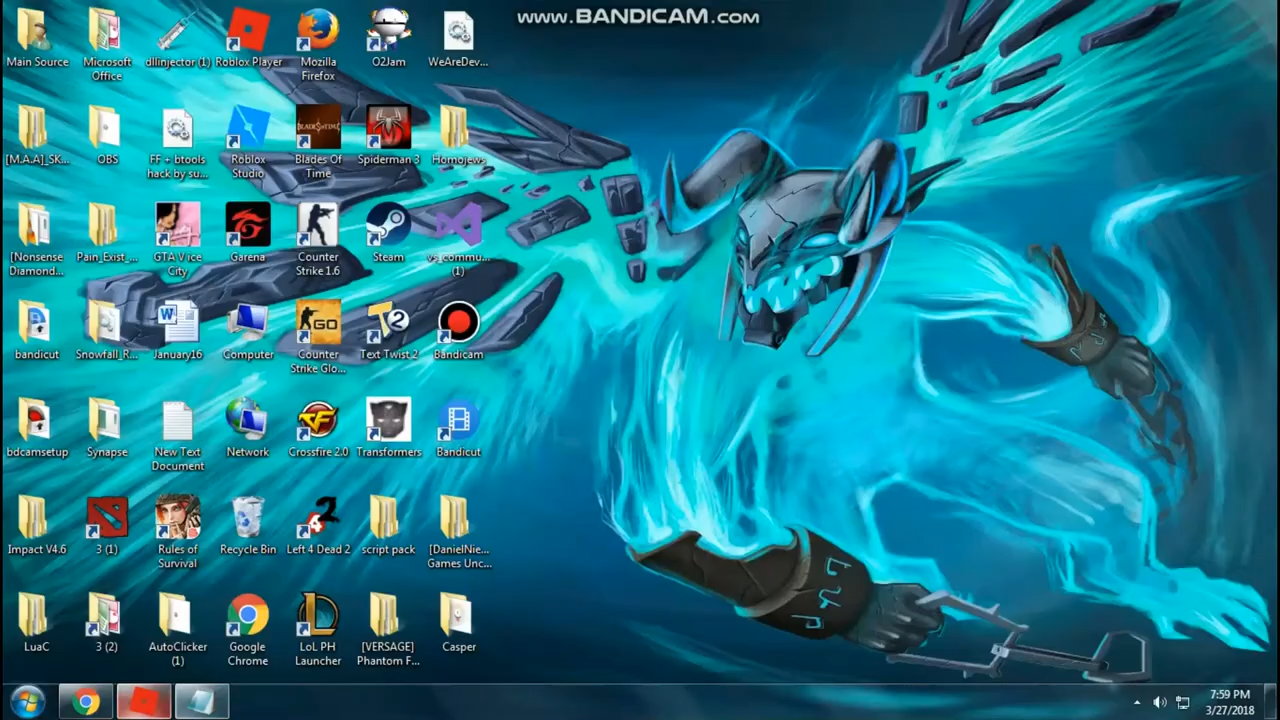 www.BANDICAM.com
Main Source
Microsoft
Office
dllinjector (1)
Roblox Player
Mozilla
Firefox
O2Jam
WeAreDev...
[M.A.A]_SK...
OBS
FF + btools
hack by su...
Roblox
Studio
BLADES TIME
Blades Of
Time
Spiderman 3
Homojews
[Nonsense
Diamond...
Pain_Exist_...
GTA V ice
City
Garena
Counter
Strike 1.6
Steam
vs_commu...
(1)
bandicut
Snowfall_R...
January16
Computer
GO
Counter
Strike Glo...
T2
Text Twist 2
Bandicam
bdcamsetup
Synapse
New Text
Document
Network
CF
Crossfire 2.0
Transformers
Bandicut
Impact V4.6
3 (1)
Rules of
Survival
Recycle Bin
Left 4 Dead 2
script pack
[DanielNie...
Games Unc...
LuaC
3 (2)
AutoClicker
(1)
Google
Chrome
LoL PH
Launcher
[VERSAGE]
Phantom F...
Casper
7:59 PM
3/27/2018